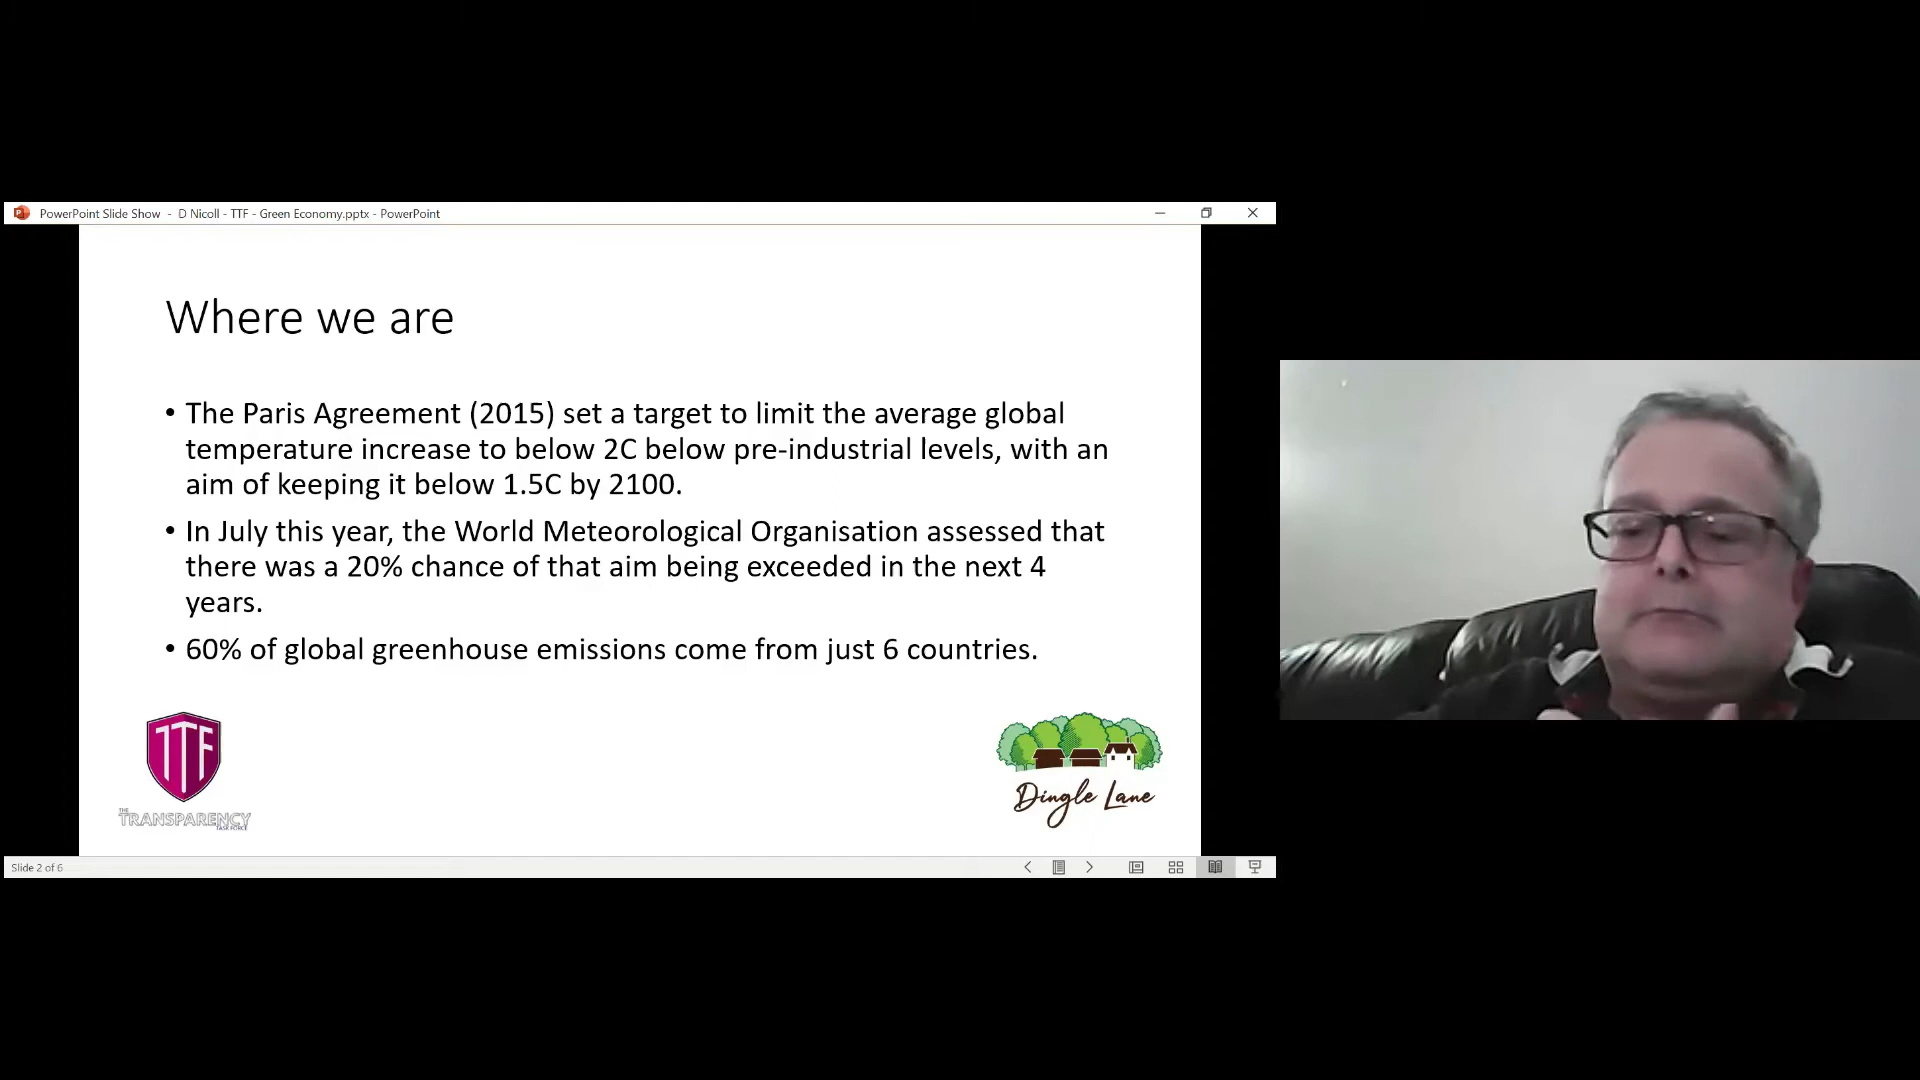 PowerPoint Slide Show - D Nicoll - TTF - Green Economy.pptx - PowerPoint
Where we are
• The Paris Agreement (2015) set a target to limit the average global
temperature increase to below 2C below pre-industrial levels, with an
aim of keeping it below 1.5C by 2100.
• In July this year, the World Meteorological Organisation assessed that
there was a 20% chance of that aim being exceeded in the next 4
years.
• 60% of global greenhouse emissions come from just 6 countries.
TTF
THE
TRANSPARENCY
TASK FORCE
Dingle Lane
Slide 2 of 6